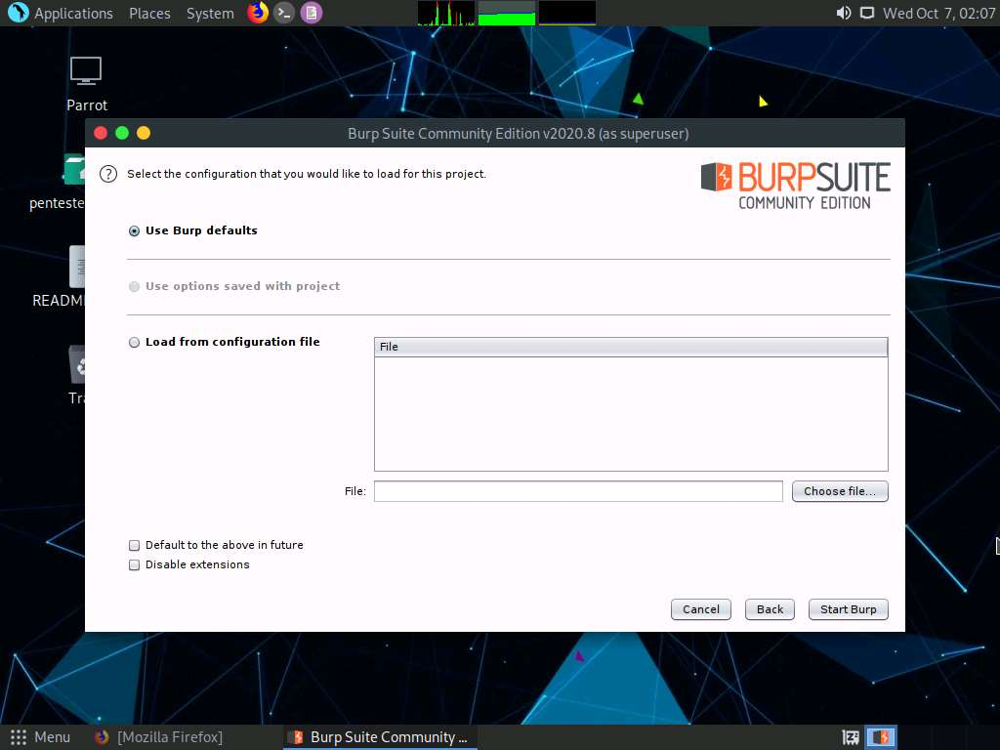 Applications Places System Wed Oct 7, 02:07
Parrot
Burp Suite Community Edition v2020.8 (as superuser)
? Select the configuration that you would like to load for this project.
BURPSUITE
COMMUNITY EDITION
penteste
Use Burp defaults
README
Use options saved with project
Load from configuration file
File
Tra
File:
Choose file...
Default to the above in future
Disable extensions
Cancel Back Start Burp
Menu [Mozilla Firefox] Burp Suite Community ...